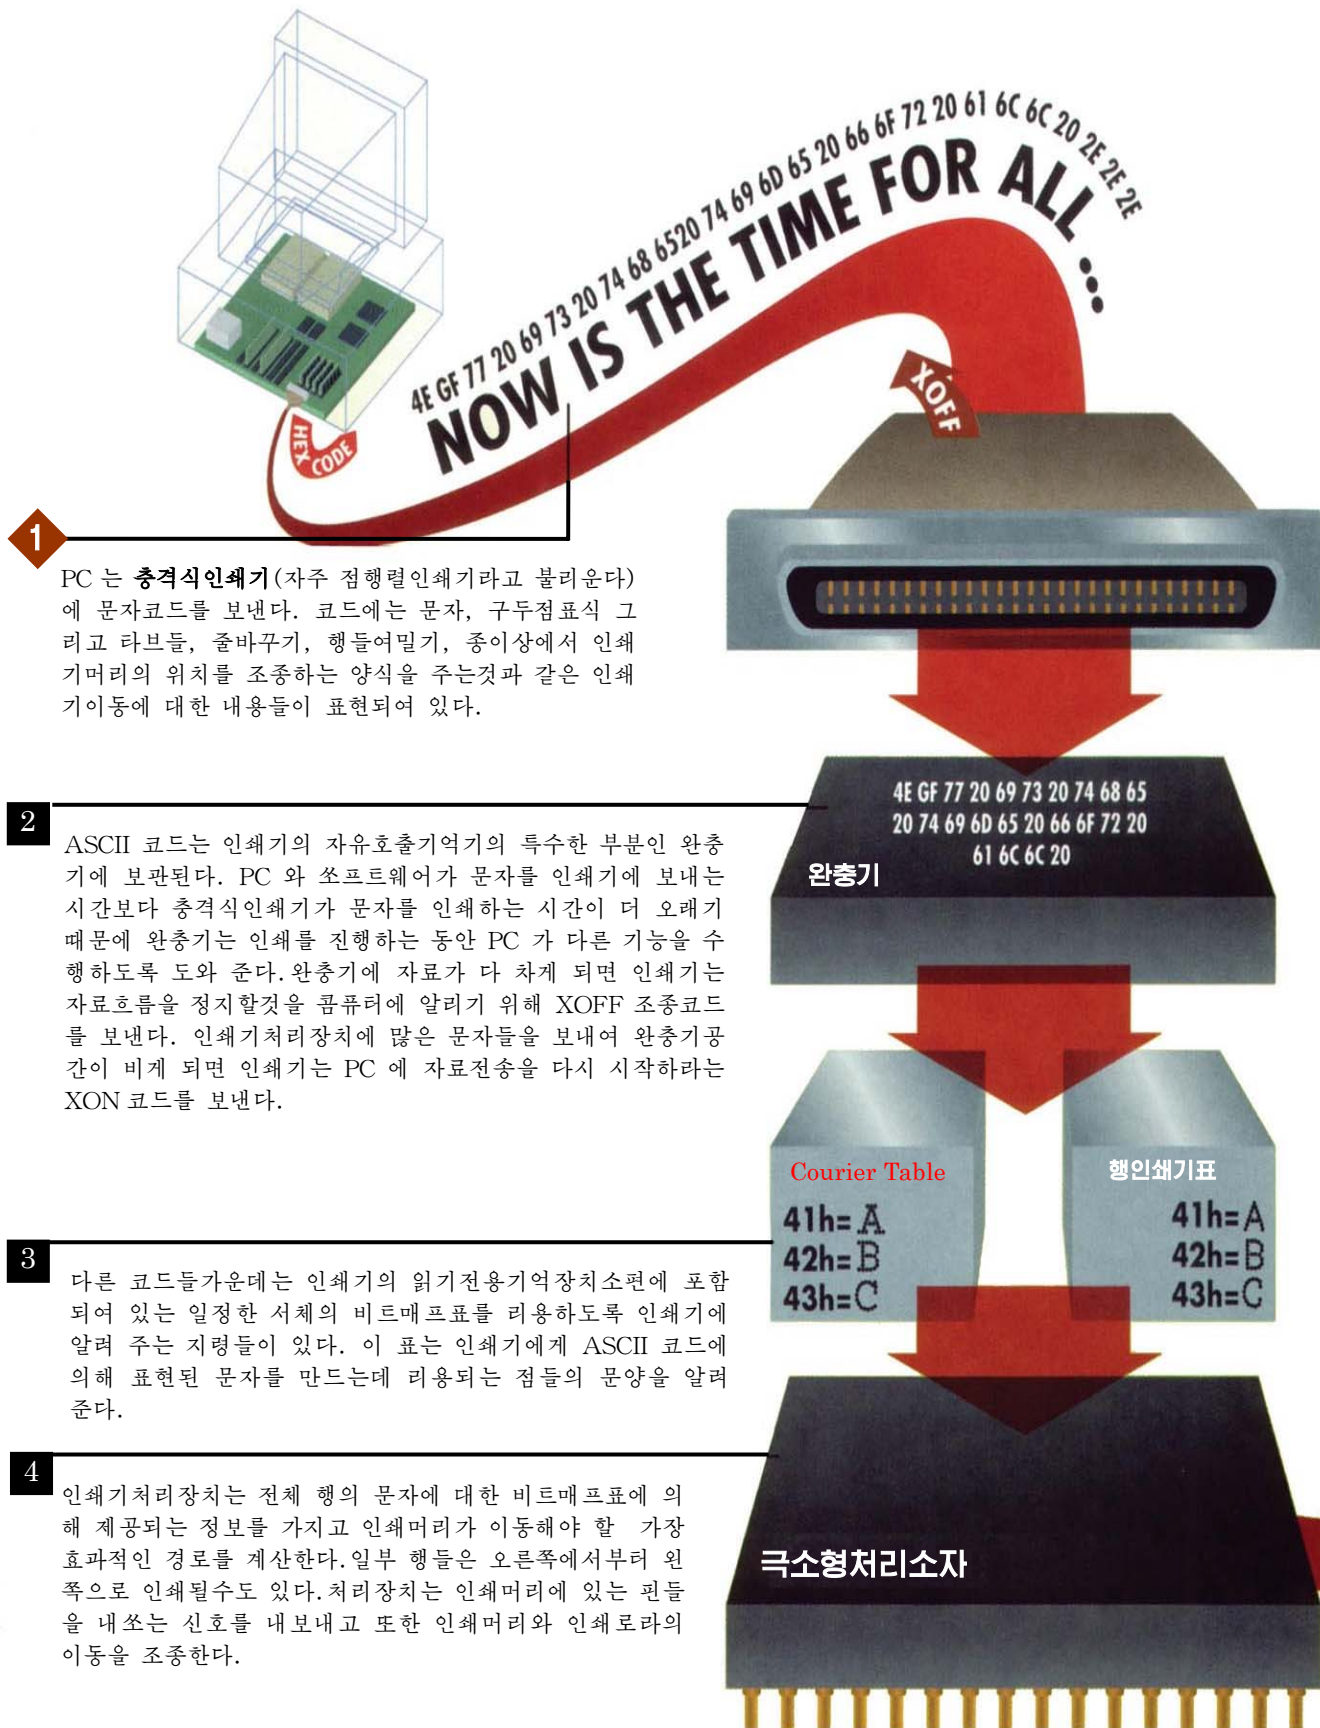 4E GF 77 20 69 73 20 74 68 6520 74 69 6D 65 20 66 6F 72 20 61 6C 6C 20 2E 2E 2E
NOW IS THE TIME FOR ALL ...
HEX CODE
XOFF
1
PC 는 충격식인쇄기(자주 점행렬인쇄기라고 불리운다)
에 문자코드를 보낸다. 코드에는 문자, 구두점표식 그
리고 타브들, 줄바꾸기, 행들여밀기, 종이상에서 인쇄
기머리의 위치를 조종하는 양식을 주는것과 같은 인쇄
기이동에 대한 내용들이 표현되여 있다.
4E GF 77 20 69 73 20 74 68 65
20 74 69 6D 65 20 66 6F 72 20
61 6C 6C 20
완충기
2
ASCII 코드는 인쇄기의 자유호출기억기의 특수한 부분인 완충
기에 보관된다. PC 와 쏘프트웨어가 문자를 인쇄기에 보내는
시간보다 충격식인쇄기가 문자를 인쇄하는 시간이 더 오래기
때문에 완충기는 인쇄를 진행하는 동안 PC 가 다른 기능을 수
행하도록 도와 준다.완충기에 자료가 다 차게 되면 인쇄기는
자료흐름을 정지할것을 콤퓨터에 알리기 위해 XOFF 조종코드
를 보낸다. 인쇄기처리장치에 많은 문자들을 보내여 완충기공
간이 비게 되면 인쇄기는 PC 에 자료전송을 다시 시작하라는
XON 코드를 보낸다.
Courier Table
41h=A
42h=B
43h=C
행인쇄기표
41h=A
42h=B
43h=C
3
다른 코드들가운데는 인쇄기의 읽기전용기억장치소편에 포함
되여 있는 일정한 서체의 비트매프표를 리용하도록 인쇄기에
알려 주는 지령들이 있다. 이 표는 인쇄기에게 ASCII 코드에
의해 표현된 문자를 만드는데 리용되는 점들의 문양을 알려
준다.
4
인쇄기처리장치는 전체 행의 문자에 대한 비트매프표에 의
해 제공되는 정보를 가지고 인쇄머리가 이동해야 할 가장
효과적인 경로를 계산한다.일부 행들은 오른쪽에서부터 왼
쪽으로 인쇄될수도 있다.처리장치는 인쇄머리에 있는 핀들
을 내쏘는 신호를 내보내고 또한 인쇄머리와 인쇄로라의
이동을 조종한다.
극소형처리소자